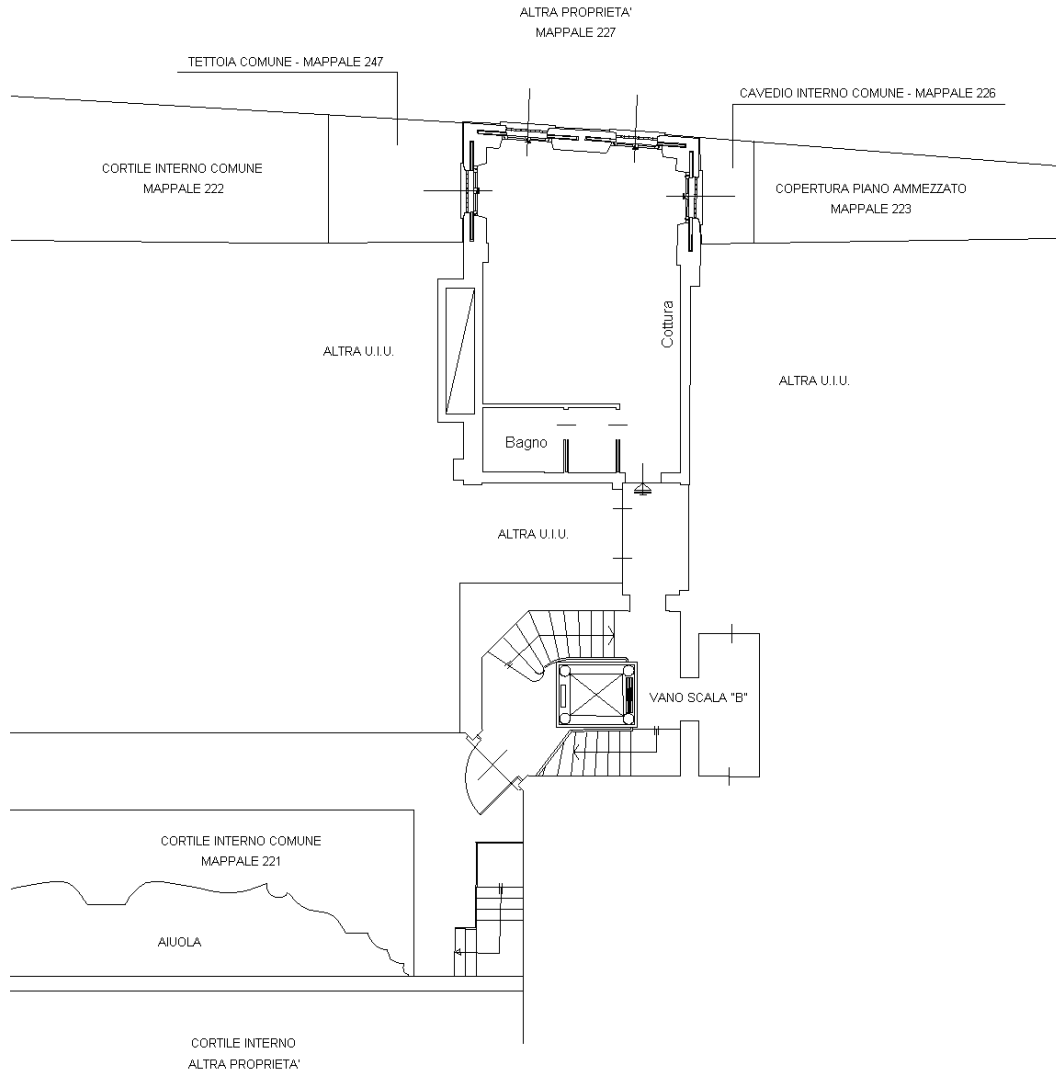 ALTRA PROPRIETA'
MAPPALE 227
TETTOIA COMUNE - MAPPALE 247
CAVEDIO INTERNO COMUNE - MAPPALE 226
CORTILE INTERNO COMUNE
MAPPALE 222
COPERTURA PIANO AMMEZZATO
MAPPALE 223
Cottura
ALTRA U.I.U.
ALTRA U.I.U.
Bagno
ALTRA U.I.U.
VANO SCALA "B"
CORTILE INTERNO COMUNE
MAPPALE 221
AIUOLA
CORTILE INTERNO
ALTRA PROPRIETA'